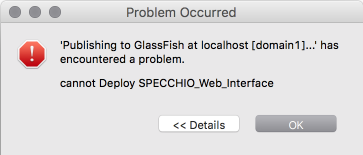 Problem Occurred
'Publishing to GlassFish at localhost [domain1]...' has
encountered a problem.
cannot Deploy SPECCHIO_Web_Interface
<< Details
OK